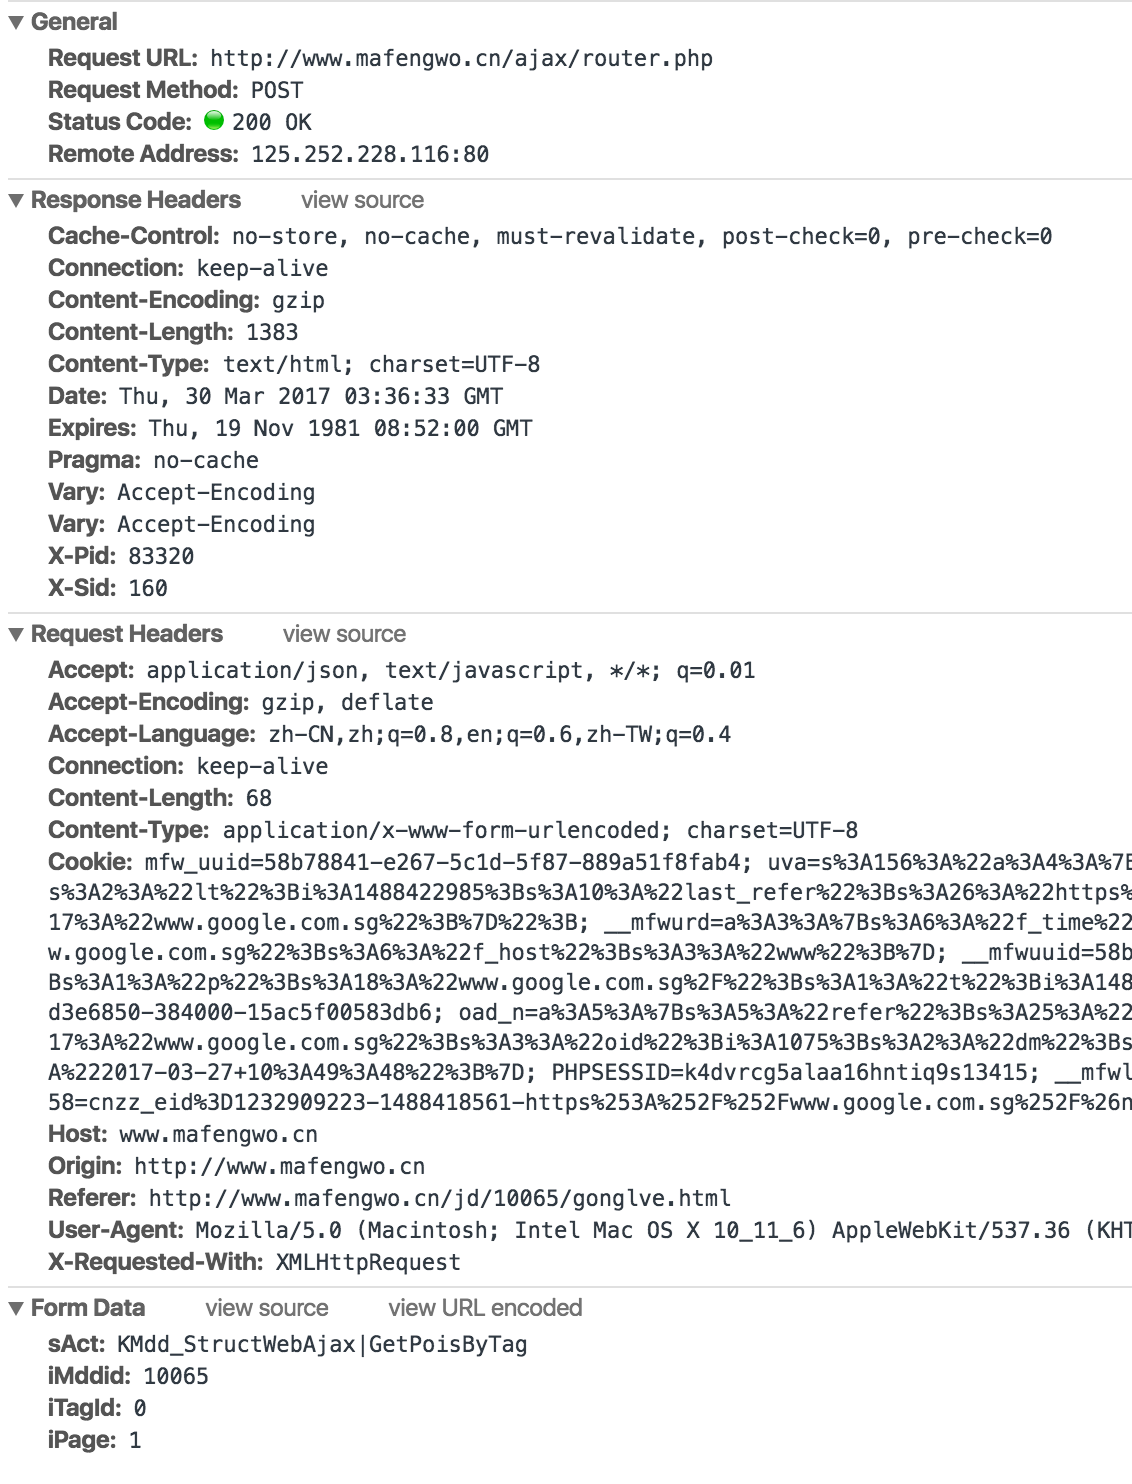 General
Request URL: http://www.mafengwo.cn/ajax/router.php
Request Method: POST
Status Code: 200 OK
Remote Address: 125.252.228.116:80
Response Headers view source
Cache-Control: no-store, no-cache, must-revalidate, post-check=0, pre-check=0
Connection: keep-alive
Content-Encoding: gzip
Content-Length: 1383
Content-Type: text/html; charset=UTF-8
Date: Thu, 30 Mar 2017 03:36:33 GMT
Expires: Thu, 19 Nov 1981 08:52:00 GMT
Pragma: no-cache
Vary: Accept-Encoding
Vary: Accept-Encoding
X-Pid: 83320
X-Sid: 160
Request Headers view source
Accept: application/json, text/javascript, */*; q=0.01
Accept-Encoding: gzip, deflate
Accept-Language: zh-CN,zh;q=0.8,en;q=0.6,zh-TW;q=0.4
Connection: keep-alive
Content-Length: 68
Content-Type: application/x-www-form-urlencoded; charset=UTF-8
Cookie: mfw_uuid=58b78841-e267-5c1d-5f87-889a51f8fab4; uva=s%3A156%3A%22a%3A4%3A%7B
s%3A2%3A%22lt%22%3Bi%3A1488422985%3Bs%3A10%3A%22last_refer%22%3Bs%3A26%3A%22https%
17%3A%22www.google.com.sg%22%3B%7D%22%3B; __mfwurd=a%3A3%3A%7Bs%3A6%3A%22f_time%22
w.google.com.sg%22%3Bs%3A6%3A%22f_host%22%3Bs%3A3%3A%22www%22%3B%7D; __mfwuuid=58b
Bs%3A1%3A%22p%22%3Bs%3A18%3A%22www.google.com.sg%2F%22%3Bs%3A1%3A%22t%22%3Bi%3A148
d3e6850-384000-15ac5f00583db6; oad_n=a%3A5%3A%7Bs%3A5%3A%22refer%22%3Bs%3A25%3A%22
17%3A%22www.google.com.sg%22%3Bs%3A3%3A%22oid%22%3Bi%3A1075%3Bs%3A2%3A%22dm%22%3Bs
A%222017-03-27+10%3A49%3A48%22%3B%7D; PHPSESSID=k4dvrcg5alaa16hntiq9s13415; __mfwl
58=cnzz_eid%3D1232909223-1488418561-https%253A%252F%252Fwww.google.com.sg%252F%26n
Host: www.mafengwo.cn
Origin: http://www.mafengwo.cn
Referer: http://www.mafengwo.cn/jd/10065/gonglve.html
User-Agent: Mozilla/5.0 (Macintosh; Intel Mac OS X 10_11_6) AppleWebKit/537.36 (KHT
X-Requested-With: XMLHttpRequest
Form Data view source view URL encoded
sAct: KMdd_StructWebAjax|GetPoisByTag
iMddid: 10065
iTagId: 0
iPage: 1